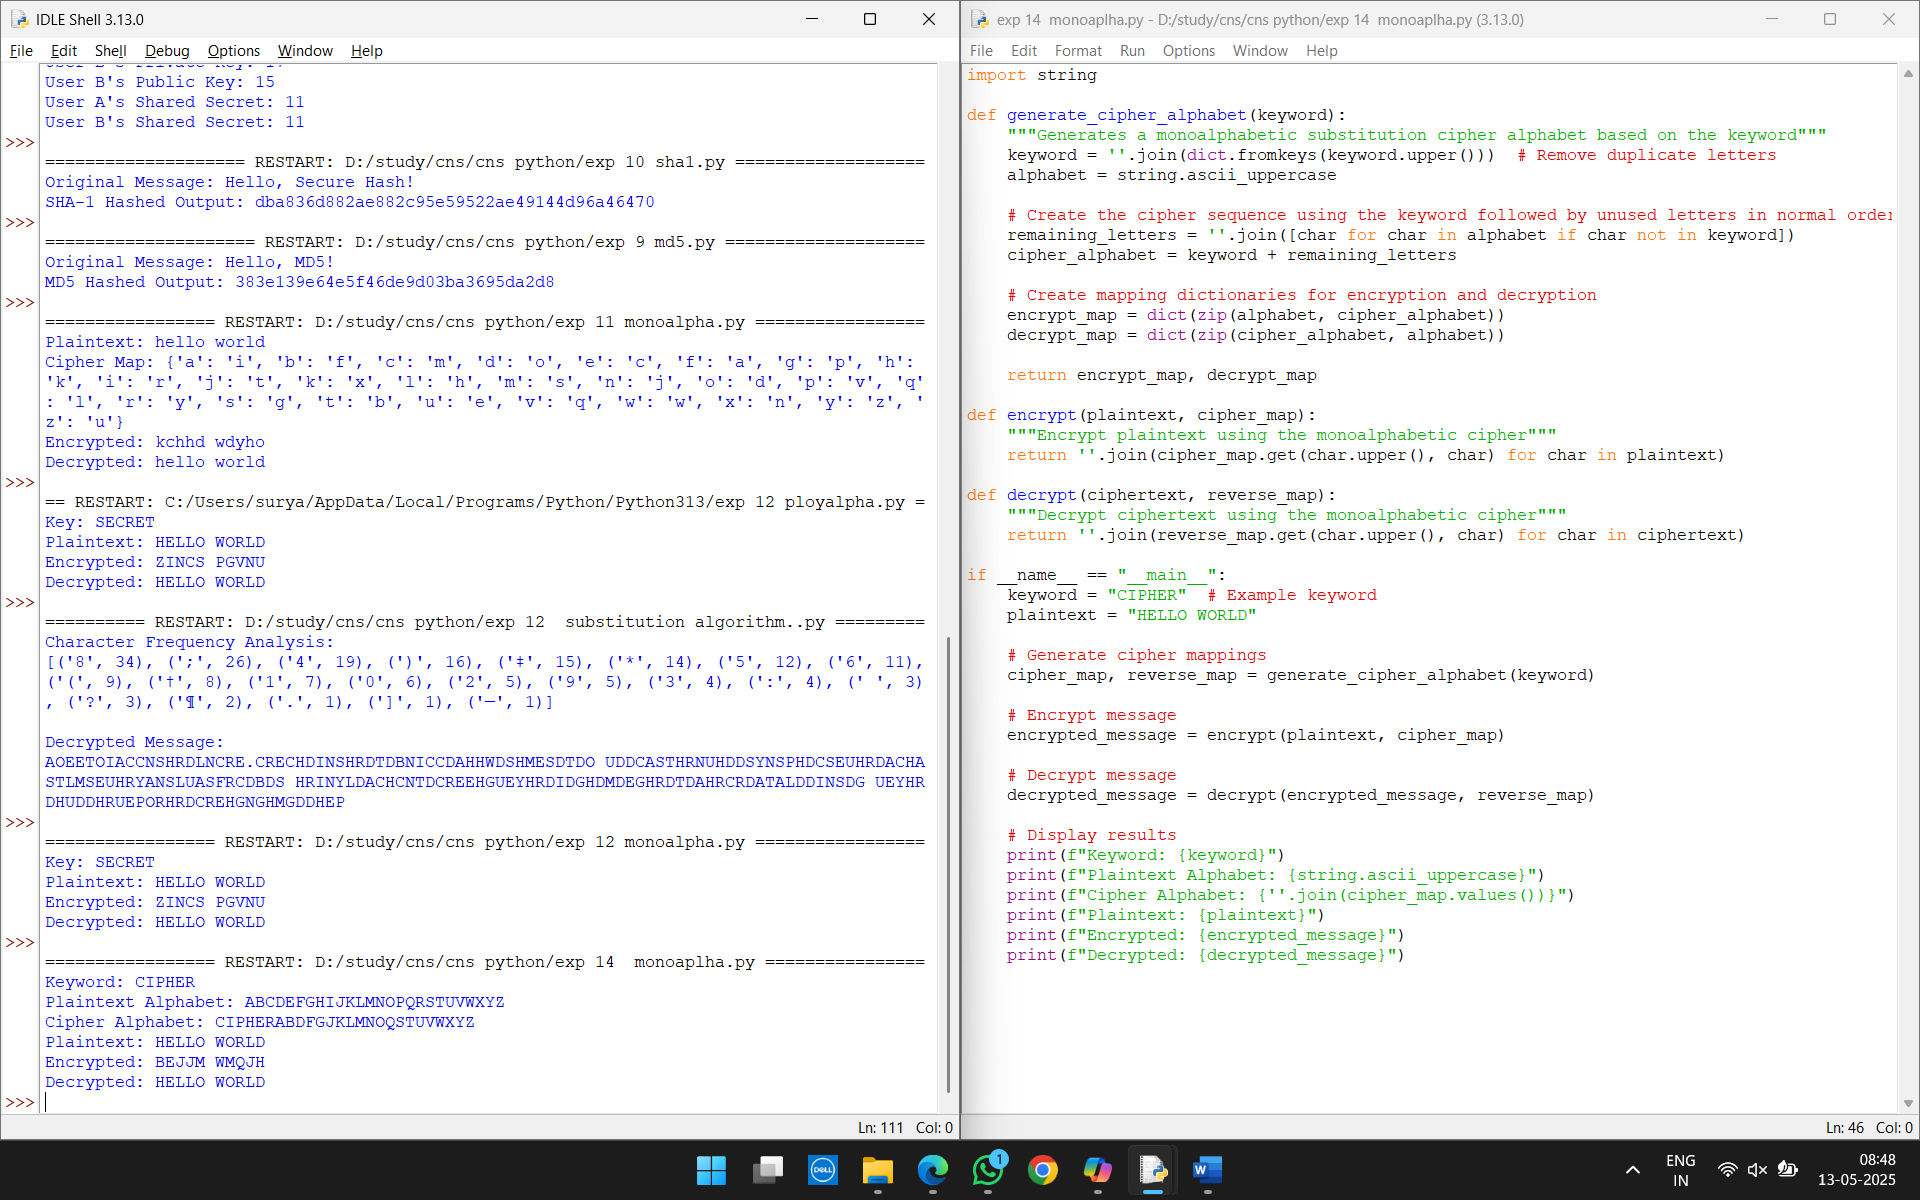 IDLE Shell 3.13.0
File Edit Shell Debug Options Window Help
User B's Public Key: 15
User A's Shared Secret: 11
User B's Shared Secret: 11
>>>
==================== RESTART: D:/study/cns/cns python/exp 10 sha1.py ===================
Original Message: Hello, Secure Hash!
SHA-1 Hashed Output: dba836d882ae882c95e59522ae49144d96a46470
>>>
===================== RESTART: D:/study/cns/cns python/exp 9 md5.py ====================
Original Message: Hello, MD5!
MD5 Hashed Output: 383e139e64e5f46de9d03ba3695da2d8
>>>
================= RESTART: D:/study/cns/cns python/exp 11 monoalpha.py =================
Plaintext: hello world
Cipher Map: {'a': 'i', 'b': 'f', 'c': 'm', 'd': 'o', 'e': 'c', 'f': 'a', 'g': 'p', 'h':
'k', 'i': 'r', 'j': 't', 'k': 'x', 'l': 'h', 'm': 's', 'n': 'j', 'o': 'd', 'p': 'v', 'q'
: 'l', 'r': 'y', 's': 'g', 't': 'b', 'u': 'e', 'v': 'q', 'w': 'w', 'x': 'n', 'y': 'z', '
z': 'u'}
Encrypted: kchhd wdyho
Decrypted: hello world
>>>
== RESTART: C:/Users/surya/AppData/Local/Programs/Python/Python313/exp 12 ployalpha.py =
Key: SECRET
Plaintext: HELLO WORLD
Encrypted: ZINCS PGVNU
Decrypted: HELLO WORLD
>>>
========== RESTART: D:/study/cns/cns python/exp 12  substitution algorithm..py =========
Character Frequency Analysis:
[('8', 34), (';', 26), ('4', 19), (')', 16), ('‡', 15), ('*', 14), ('5', 12), ('6', 11),
('(', 9), ('†', 8), ('1', 7), ('0', 6), ('2', 5), ('9', 5), ('3', 4), (':', 4), (' ', 3)
, ('?', 3), ('¶', 2), ('.', 1), (']', 1), ('—', 1)]
Decrypted Message:
AOEETOIACCNSHRDLNCRE.CRECHDINSHRDTDBNICCDAHHWDSHMESDTDO UDDCASTHRNUHDDSYNSPHDCSEUHRDACHA
STLMSEUHRYANSLUASFRCDBDS HRINYLDACHCNTDCREEHGUEYHRDIDGHDMDEGHRDTDAHRCRDATALDDINSDG UEYHR
DHUDDHRUEPORHRDCREHGNGHMGDDHEP
>>>
================= RESTART: D:/study/cns/cns python/exp 12 monoalpha.py =================
Key: SECRET
Plaintext: HELLO WORLD
Encrypted: ZINCS PGVNU
Decrypted: HELLO WORLD
>>>
================= RESTART: D:/study/cns/cns python/exp 14  monoaplha.py ================
Keyword: CIPHER
Plaintext Alphabet: ABCDEFGHIJKLMNOPQRSTUVWXYZ
Cipher Alphabet: CIPHERABDFGJKLMNOQSTUVWXYZ
Plaintext: HELLO WORLD
Encrypted: BEJJM WMQJH
Decrypted: HELLO WORLD
>>>
Ln: 111 Col: 0
exp 14  monoaplha.py - D:/study/cns/cns python/exp 14  monoaplha.py (3.13.0)
File Edit Format Run Options Window Help
import string
def generate_cipher_alphabet(keyword):
"""Generates a monoalphabetic substitution cipher alphabet based on the keyword"""
keyword = ''.join(dict.fromkeys(keyword.upper()))  # Remove duplicate letters
alphabet = string.ascii_uppercase
# Create the cipher sequence using the keyword followed by unused letters in normal order
remaining_letters = ''.join([char for char in alphabet if char not in keyword])
cipher_alphabet = keyword + remaining_letters
# Create mapping dictionaries for encryption and decryption
encrypt_map = dict(zip(alphabet, cipher_alphabet))
decrypt_map = dict(zip(cipher_alphabet, alphabet))
return encrypt_map, decrypt_map
def encrypt(plaintext, cipher_map):
"""Encrypt plaintext using the monoalphabetic cipher"""
return ''.join(cipher_map.get(char.upper(), char) for char in plaintext)
def decrypt(ciphertext, reverse_map):
"""Decrypt ciphertext using the monoalphabetic cipher"""
return ''.join(reverse_map.get(char.upper(), char) for char in ciphertext)
if __name__ == "__main__":
keyword = "CIPHER"  # Example keyword
plaintext = "HELLO WORLD"
# Generate cipher mappings
cipher_map, reverse_map = generate_cipher_alphabet(keyword)
# Encrypt message
encrypted_message = encrypt(plaintext, cipher_map)
# Decrypt message
decrypted_message = decrypt(encrypted_message, reverse_map)
# Display results
print(f"Keyword: {keyword}")
print(f"Plaintext Alphabet: {string.ascii_uppercase}")
print(f"Cipher Alphabet: {''.join(cipher_map.values())}")
print(f"Plaintext: {plaintext}")
print(f"Encrypted: {encrypted_message}")
print(f"Decrypted: {decrypted_message}")
Ln: 46 Col: 0
DELL
1
W
ENG
IN
08:48
13-05-2025